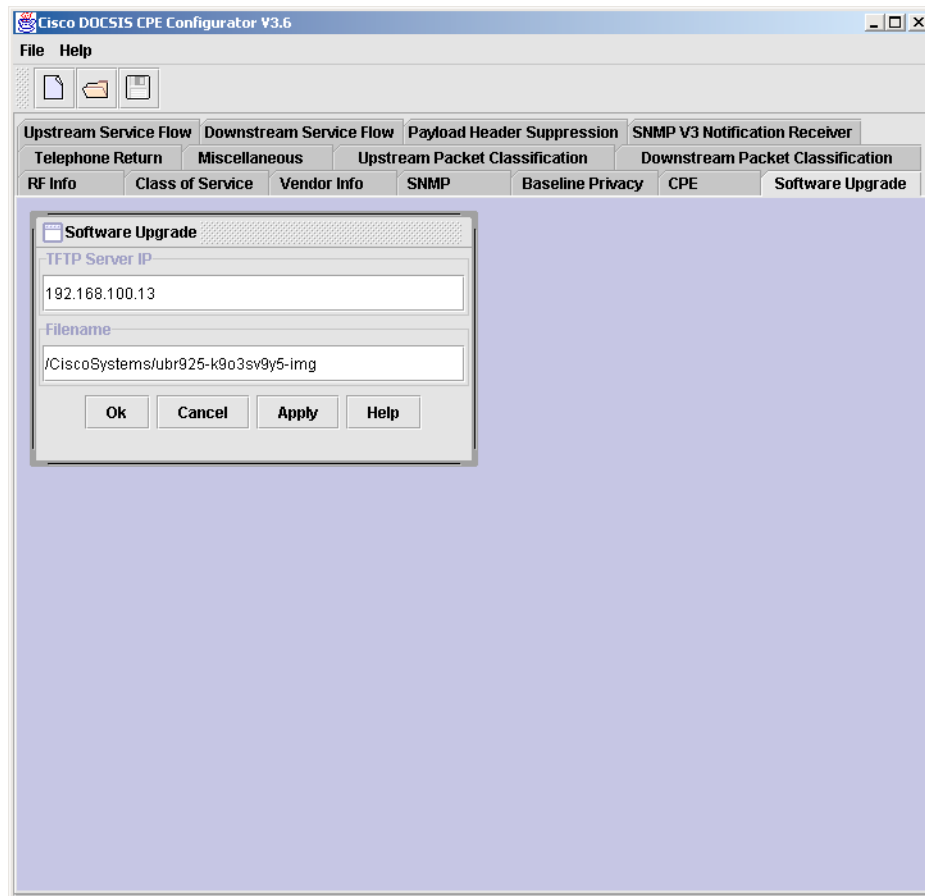 Cisco DOCSIS CPE Configurator V3.6
File Help
Upstream Service Flow Downstream Service Flow Payload Header Suppression SNMP V3 Notification Receiver
Telephone Return Miscellaneous Upstream Packet Classification Downstream Packet Classification
RF Info Class of Service Vendor Info SNMP Baseline Privacy CPE Software Upgrade
Software Upgrade
TFTP Server IP
192.168.100.13
Filename
/CiscoSystems/ubr925-k9o3sv9y5-img
Ok Cancel Apply Help